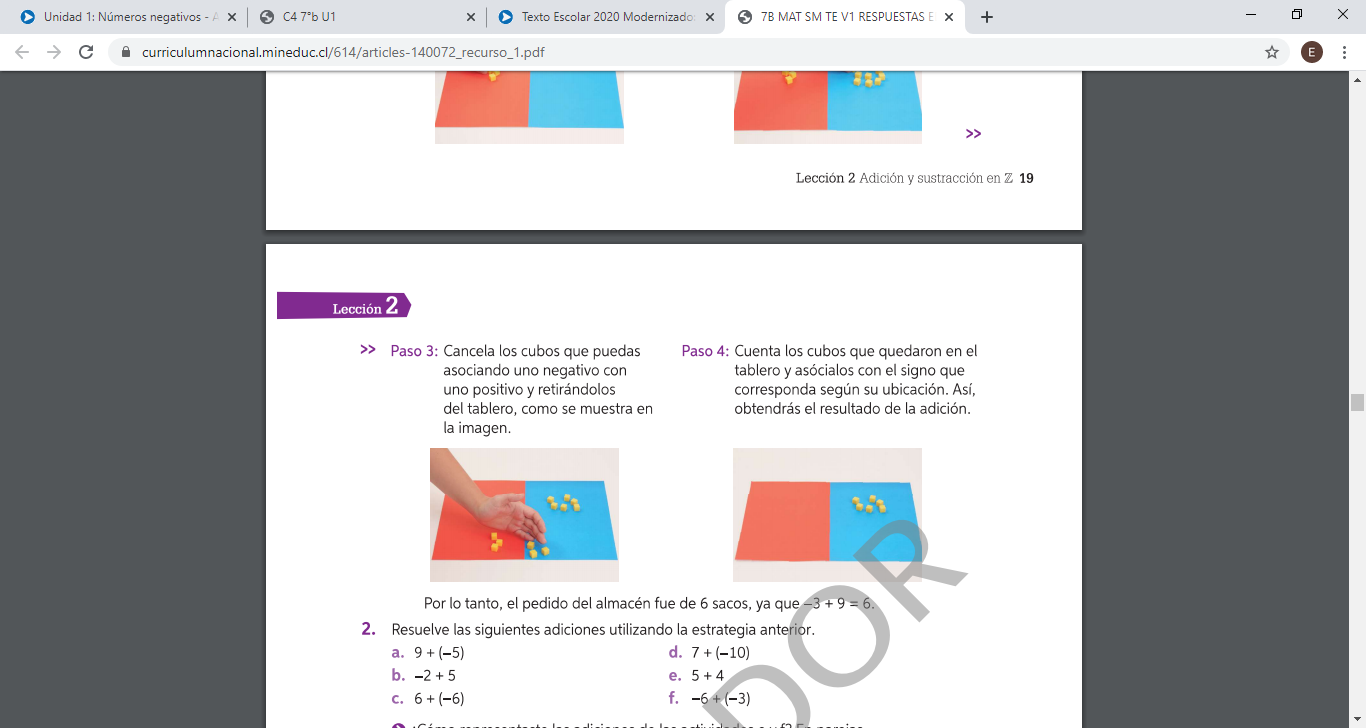 Unidad 1: Números negativos - A
C4 7°b U1
Texto Escolar 2020 Modernizado:
7B MAT SM TE V1 RESPUESTAS E
curriculumnacional.mineduc.cl/614/articles-140072_recurso_1.pdf
E
>>
Lección 2 Adición y sustracción en ℤ 19
Lección 2
>> Paso 3: Cancela los cubos que puedas
asociando uno negativo con
uno positivo y retirándolos
del tablero, como se muestra en
la imagen.
Paso 4: Cuenta los cubos que quedaron en el
tablero y asócialos con el signo que
corresponda según su ubicación. Así,
obtendrás el resultado de la adición.
Por lo tanto, el pedido del almacén fue de 6 sacos, ya que –3 + 9 = 6.
2. Resuelve las siguientes adiciones utilizando la estrategia anterior.
a. 9 + (–5)
b. –2 + 5
c. 6 + (–6)
d. 7 + (–10)
e. 5 + 4
f. –6 + (–3)
DOR